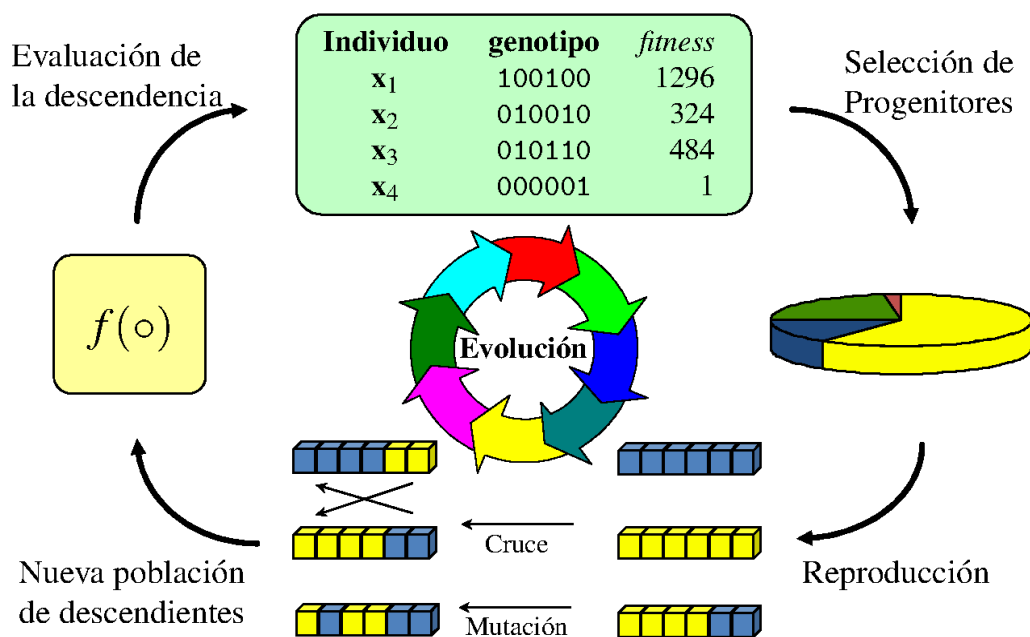 Individuo genotipo fitness
x1 100100 1296
x2 010010 324
x3 010110 484
x4 000001 1
Evaluación de
la descendencia
Selección de
Progenitores
f(∘)
Evolución
Cruce
Mutación
Reproducción
Nueva población
de descendientes